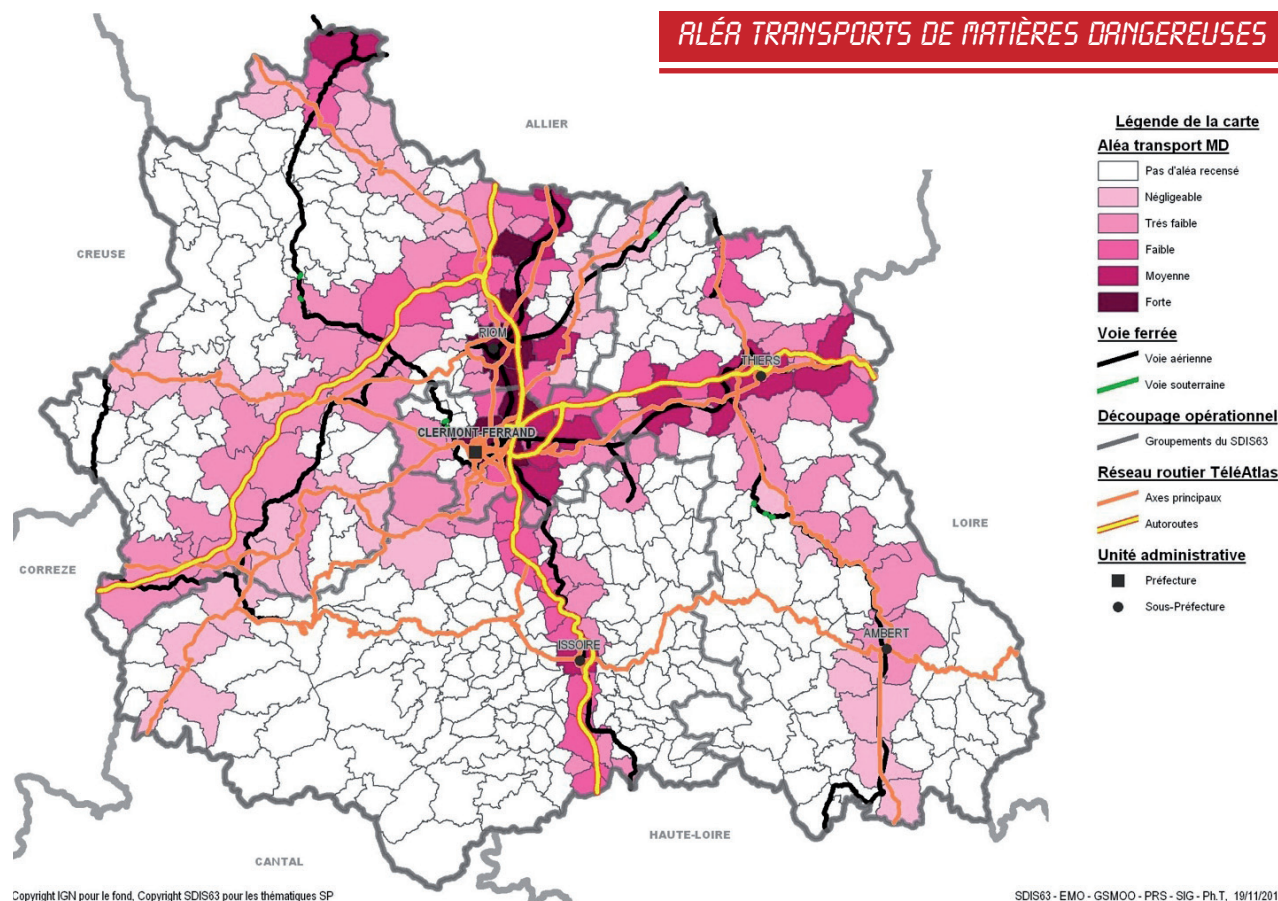 ALÉA TRANSPORTS DE MATIÈRES DANGEREUSES
ALLIER
CREUSE
CORREZE
CANTAL
HAUTE-LOIRE
LOIRE
RIOM
THIERS
CLERMONT-FERRAND
ISSOIRE
AMBERT
Légende de la carte
Aléa transport MD
Pas d'aléa recensé
Négligeable
Trés faible
Faible
Moyenne
Forte
Voie ferrée
Voie aérienne
Voie souterraine
Découpage opérationnel
Groupements du SDIS63
Réseau routier TéléAtlas
Axes principaux
Autoroutes
Unité administrative
Préfecture
Sous-Préfecture
Copyright IGN pour le fond, Copyright SDIS63 pour les thématiques SP
SDIS63 - EMO - GSMOO - PRS - SIG - Ph.T, 19/11/201